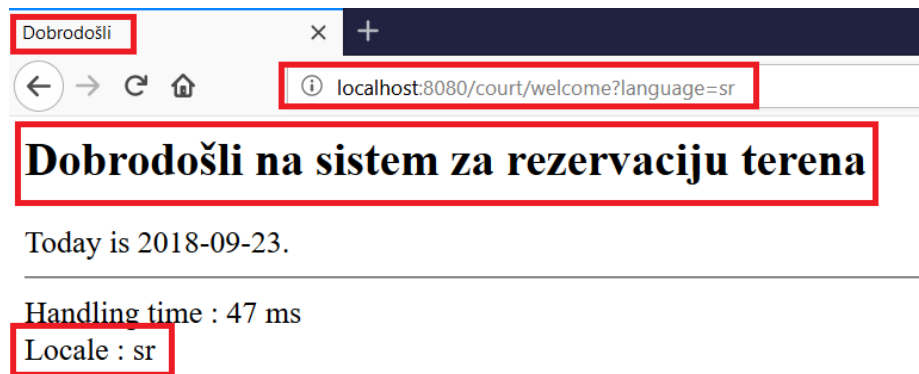 Dobrodošli
localhost:8080/court/welcome?language=sr
Dobrodošli na sistem za rezervaciju terena
Today is 2018-09-23.
Handling time : 47 ms
Locale : sr